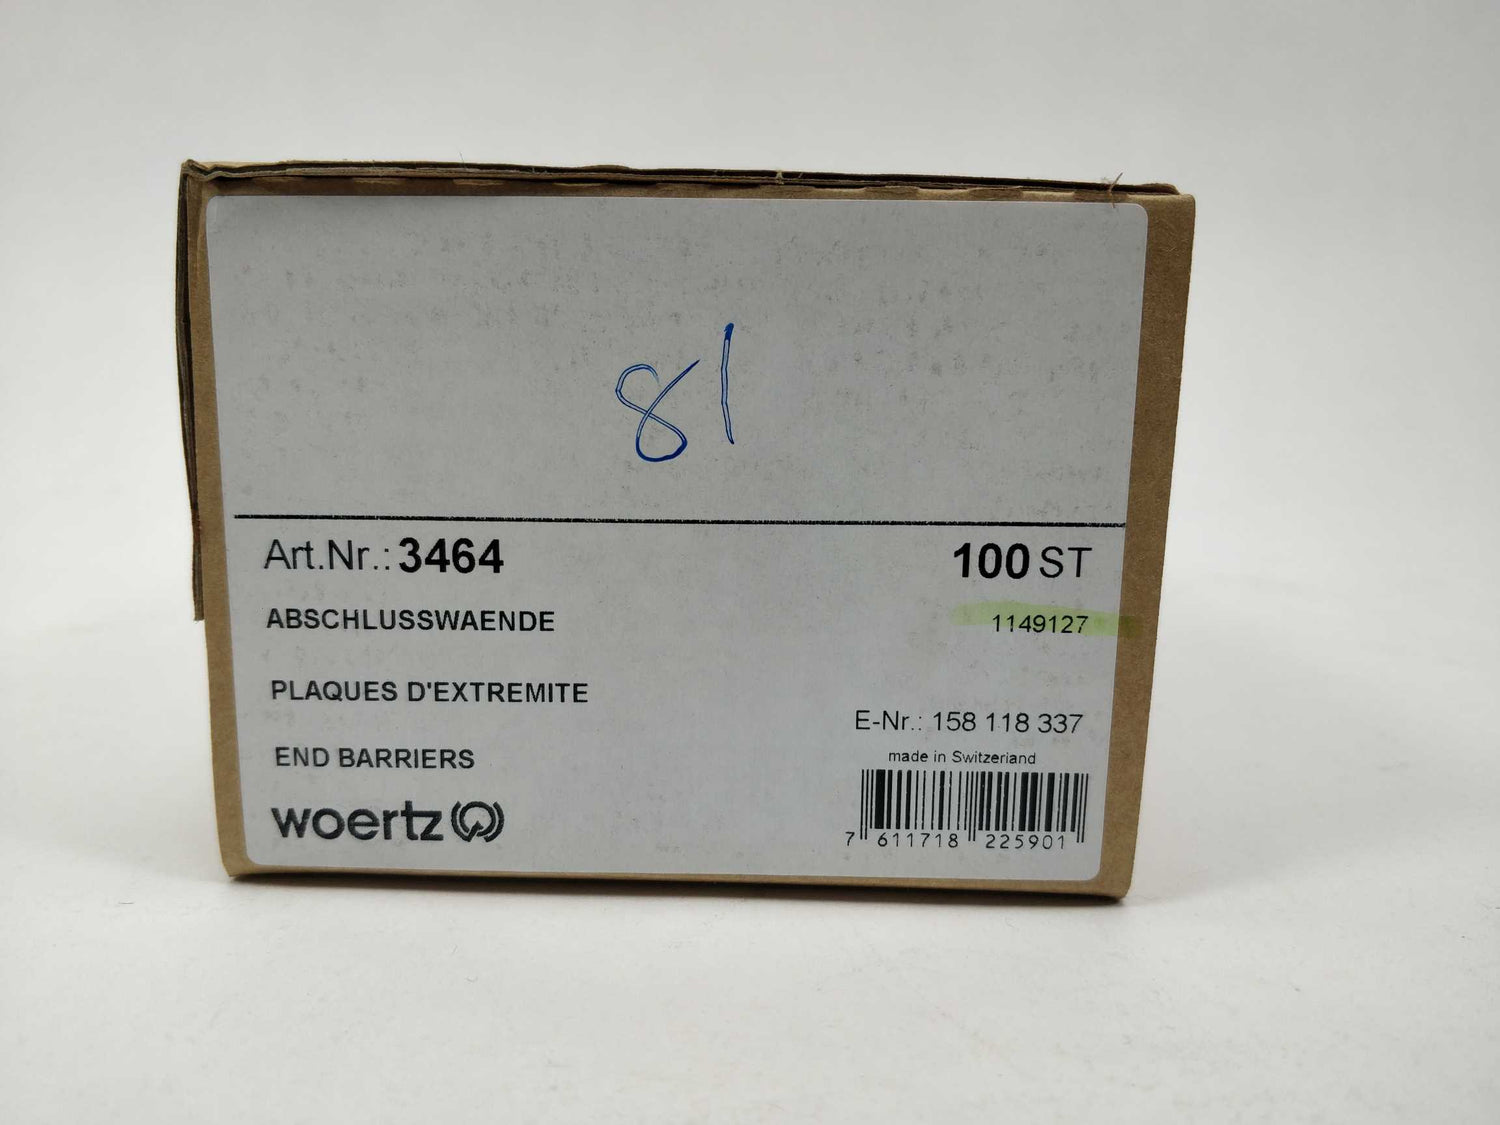 81
Art.Nr.: 3464 100 ST
ABSCHLUSSWAENDE 1149127
PLAQUES D'EXTREMITE
E-Nr.: 158 118 337
END BARRIERS made in Switzerland
woertz
7 611718 225901